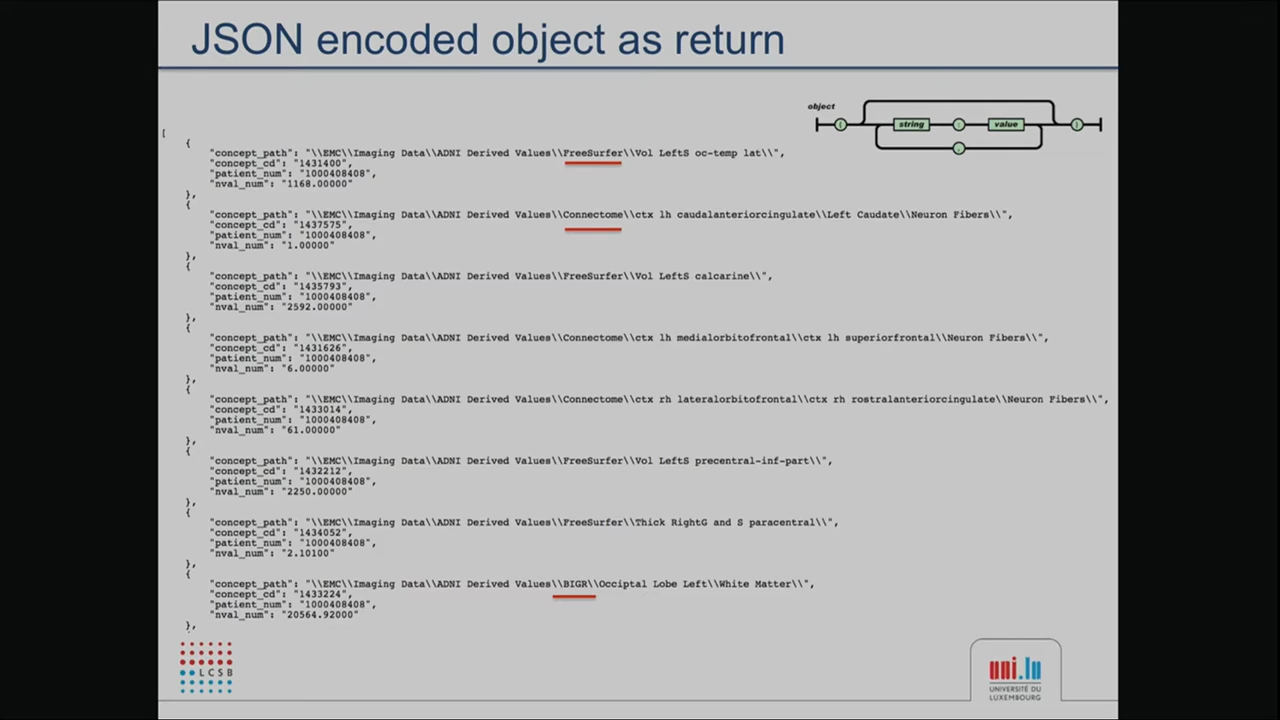 JSON encoded object as return
object
{ string : value }
,
[
{
"concept_path": "\\EMC\\Imaging Data\\ADNI Derived Values\\FreeSurfer\\Vol LeftS oc-temp lat\\",
"concept_cd": "1431400",
"patient_num": "1000408408",
"nval_num": "1168.00000"
},
{
"concept_path": "\\EMC\\Imaging Data\\ADNI Derived Values\\Connectome\\ctx lh caudalanteriorcingulate\\Left Caudate\\Neuron Fibers\\",
"concept_cd": "1437575",
"patient_num": "1000408408",
"nval_num": "1.00000"
},
{
"concept_path": "\\EMC\\Imaging Data\\ADNI Derived Values\\FreeSurfer\\Vol LeftS calcarine\\",
"concept_cd": "1435793",
"patient_num": "1000408408",
"nval_num": "2592.00000"
},
{
"concept_path": "\\EMC\\Imaging Data\\ADNI Derived Values\\Connectome\\ctx lh medialorbitofrontal\\ctx lh superiorfrontal\\Neuron Fibers\\",
"concept_cd": "1431626",
"patient_num": "1000408408",
"nval_num": "6.00000"
},
{
"concept_path": "\\EMC\\Imaging Data\\ADNI Derived Values\\Connectome\\ctx rh lateralorbitofrontal\\ctx rh rostralanteriorcingulate\\Neuron Fibers\\",
"concept_cd": "1433014",
"patient_num": "1000408408",
"nval_num": "61.00000"
},
{
"concept_path": "\\EMC\\Imaging Data\\ADNI Derived Values\\FreeSurfer\\Vol LeftS precentral-inf-part\\",
"concept_cd": "1432212",
"patient_num": "1000408408",
"nval_num": "2250.00000"
},
{
"concept_path": "\\EMC\\Imaging Data\\ADNI Derived Values\\FreeSurfer\\Thick RightG and S paracentral\\",
"concept_cd": "1434052",
"patient_num": "1000408408",
"nval_num": "2.10100"
},
{
"concept_path": "\\EMC\\Imaging Data\\ADNI Derived Values\\BIGR\\Occiptal Lobe Left\\White Matter\\",
"concept_cd": "1433224",
"patient_num": "1000408408",
"nval_num": "20564.92000"
},
LCSB
uni.lu
UNIVERSITÉ DU
LUXEMBOURG